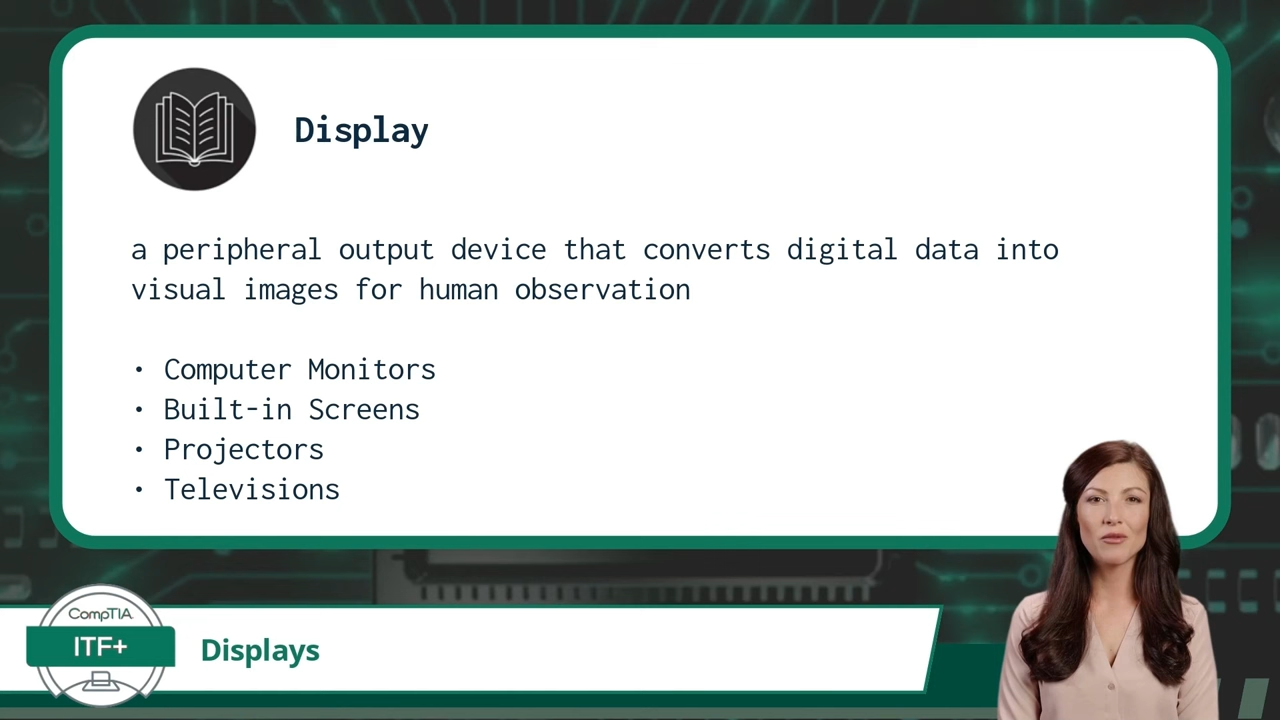 Display
a peripheral output device that converts digital data into
visual images for human observation
• Computer Monitors
• Built-in Screens
• Projectors
• Televisions
CompTIA.
ITF+
Displays